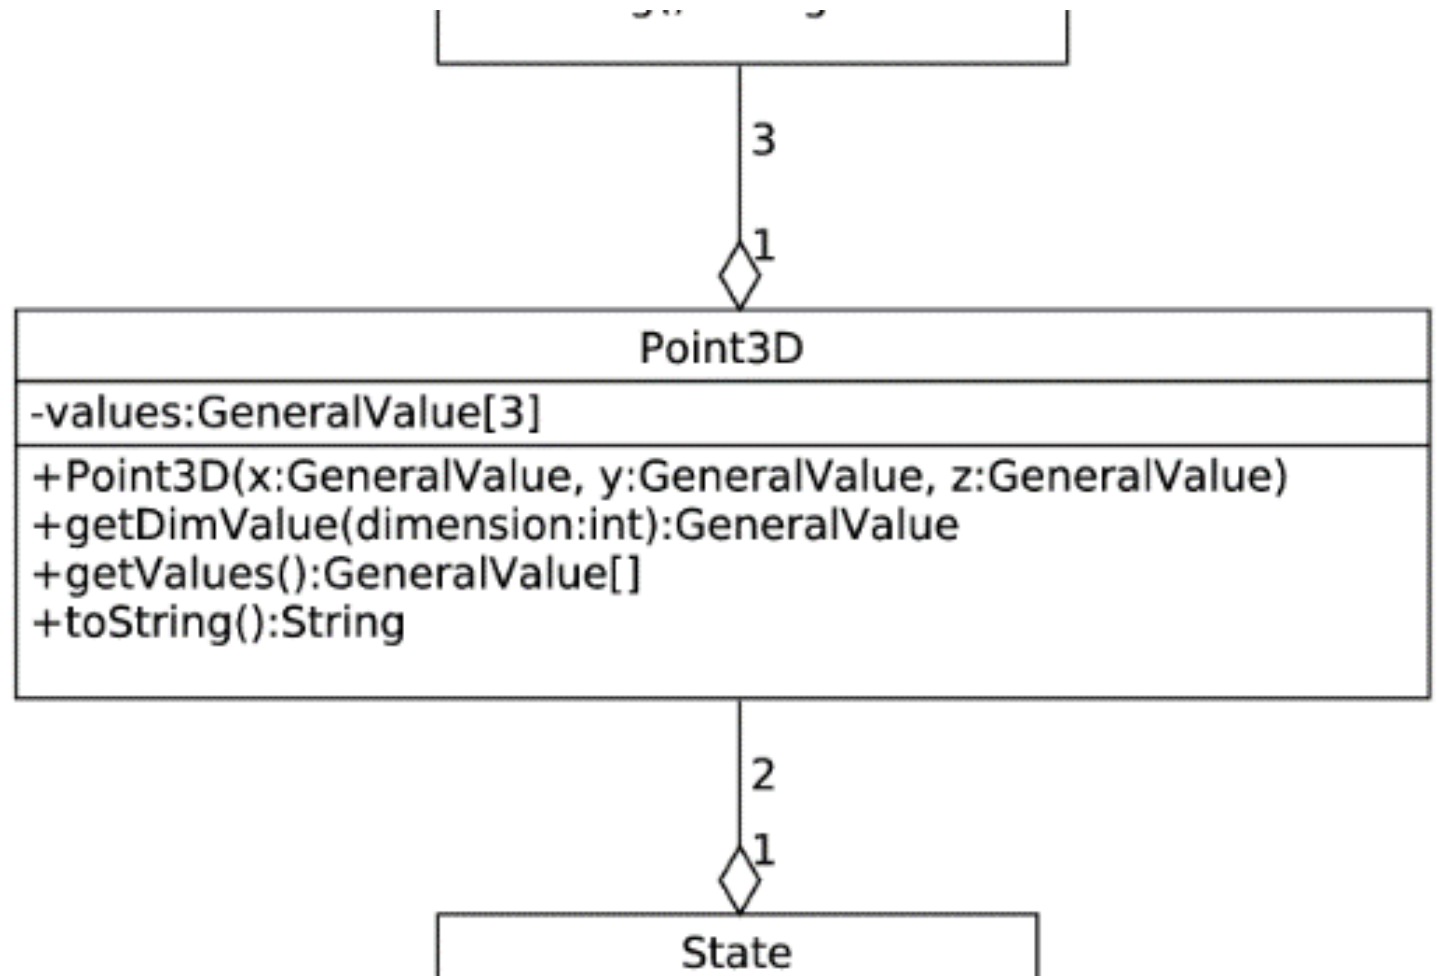 3
1
Point3D
-values:GeneralValue[3]
+Point3D(x:GeneralValue, y:GeneralValue, z:GeneralValue)
+getDimValue(dimension:int):GeneralValue
+getValues():GeneralValue[]
+toString():String
2
1
State